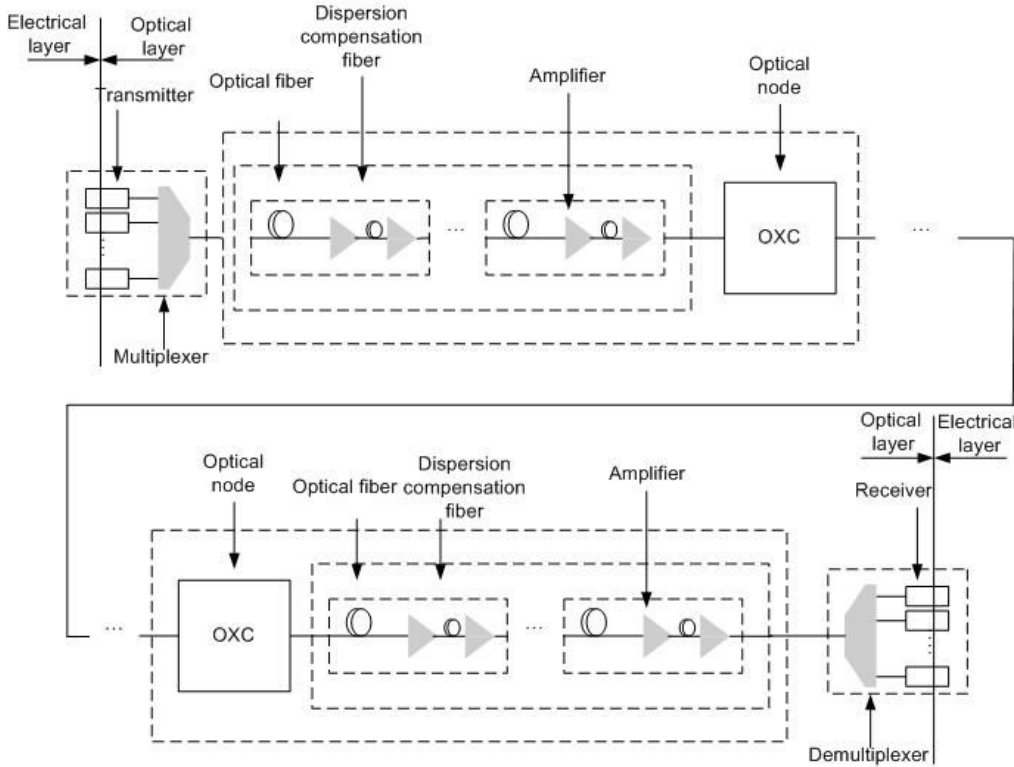 Electrical
layer
Optical
layer
Transmitter
Optical fiber
Dispersion
compensation
fiber
Amplifier
Optical
node
...
OXC
...
...
Multiplexer
Optical
layer
Electrical
layer
Optical
node
Optical fiber
Dispersion
compensation
fiber
Amplifier
Receiver
...
OXC
...
...
Demultiplexer